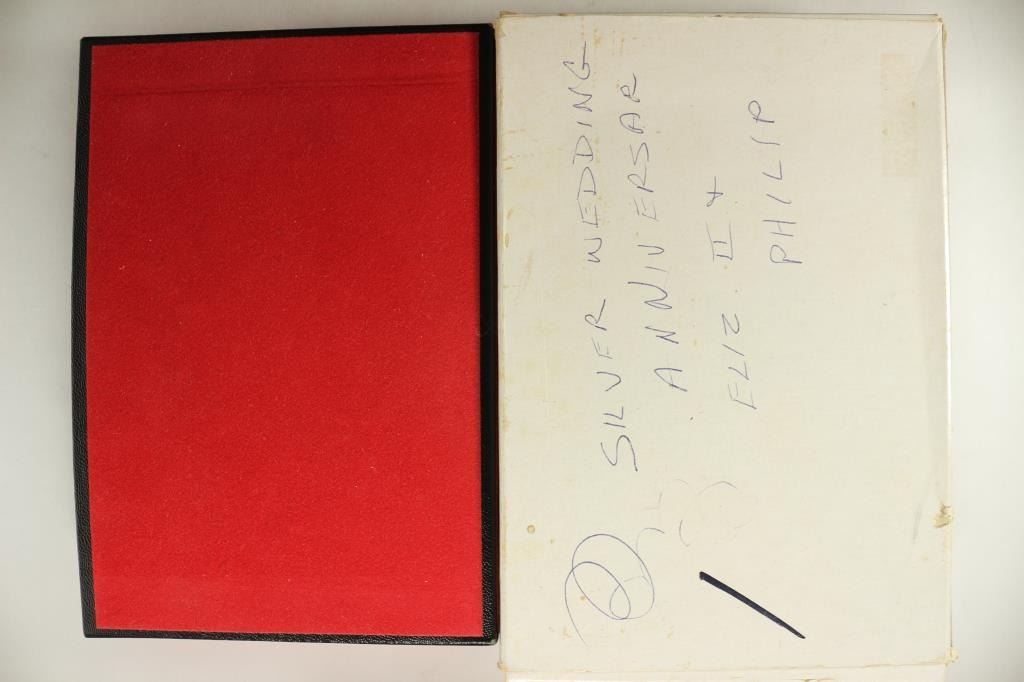 SILVER WEDDING
ANNIVERSAR
ELIZ II +
PHILIP